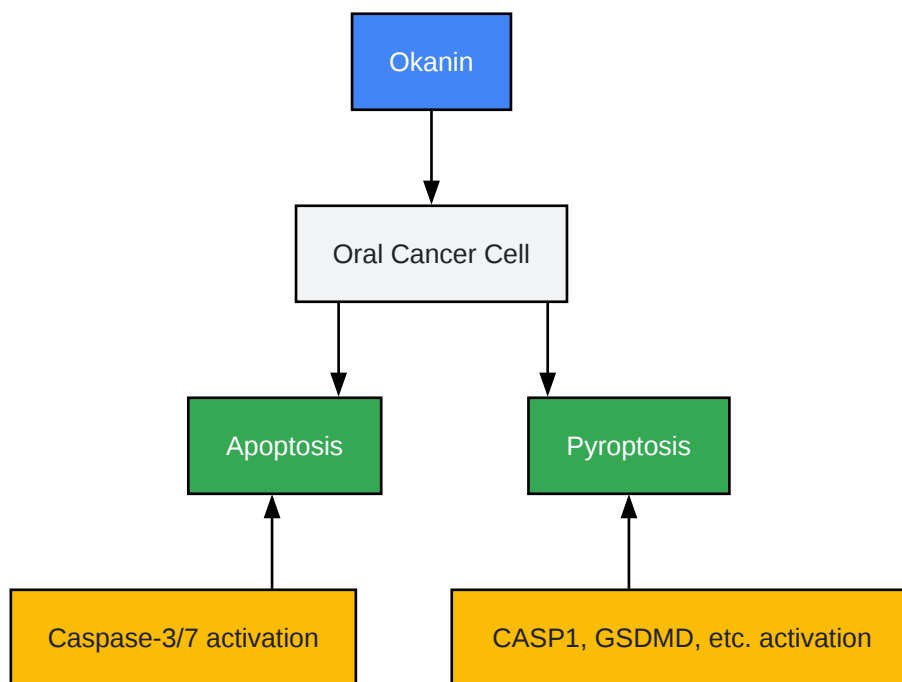 Okanin
Oral Cancer Cell
Apoptosis
Pyroptosis
Caspase-3/7 activation
CASP1, GSDMD, etc. activation